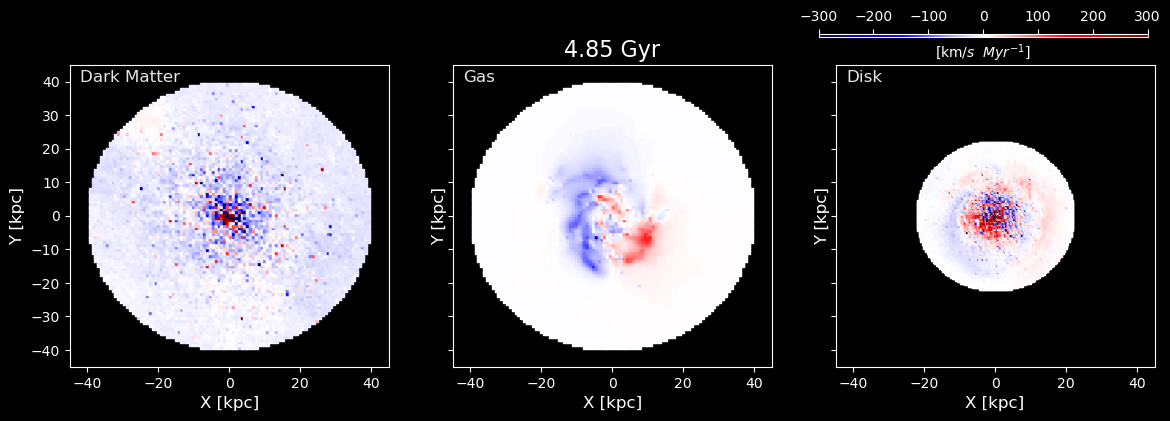 −300 −200 −100 0 100 200 300
[km/s Myr⁻¹]
4.85 Gyr
Dark Matter
Gas
Disk
40
30
20
10
0
−10
−20
−30
−40
Y [kpc]
Y [kpc]
Y [kpc]
−40 −20 0 20 40
−40 −20 0 20 40
−40 −20 0 20 40
X [kpc]
X [kpc]
X [kpc]